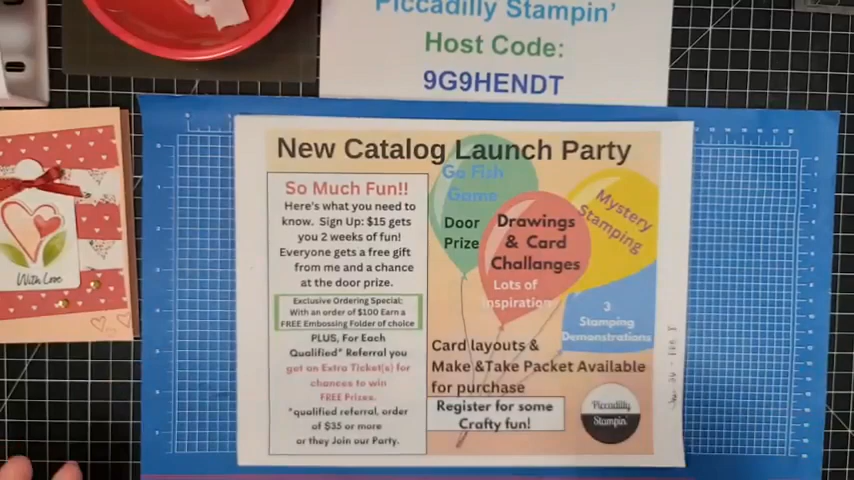 Piccadilly Stampin'
Host Code:
9G9HENDT
New Catalog Launch Party
So Much Fun!!
Here's what you need to
know. Sign Up: $15 gets
you 2 weeks of fun!
Everyone gets a free gift
from me and a chance
at the door prize.
Exclusive Ordering Special:
With an order of $100 Earn a
FREE Embossing Folder of choice
PLUS, For Each
Qualified* Referral you
get an Extra Ticket(s) for
chances to win
FREE Prizes.
*qualified referral, order
of $35 or more
or they Join our Party.
Go Fish
Game
Door
Prize
Drawings
& Card
Challanges
Lots of
inspiration
Mystery
Stamping
3
Stamping
Demonstrations
Card layouts &
Make &Take Packet Available
for purchase
Register for some
Crafty fun!
Piccadilly
Stampin'
With Love